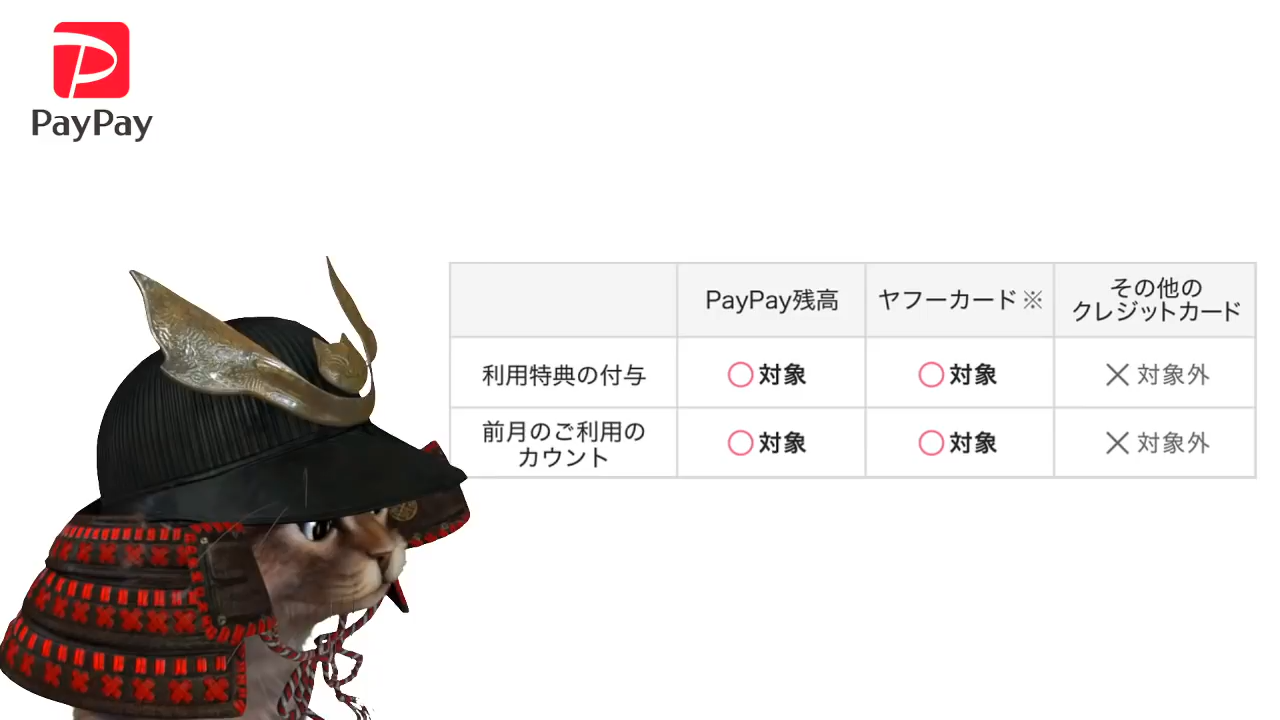 PayPay
PayPay残高
ヤフーカード※
その他の
クレジットカード
利用特典の付与
○対象
○対象
×対象外
前月のご利用の
カウント
○対象
○対象
×対象外